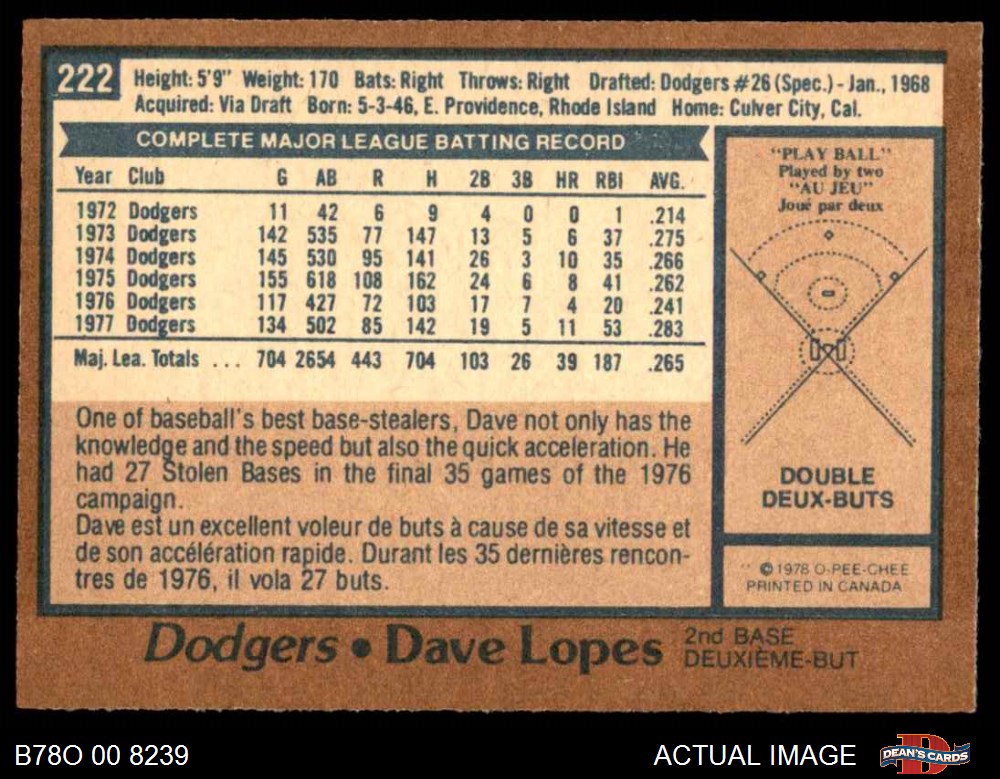 222
Height: 5'9" Weight: 170 Bats: Right Throws: Right Drafted: Dodgers #26 (Spec.) - Jan., 1968
Acquired: Via Draft Born: 5-3-46, E. Providence, Rhode Island Home: Culver City, Cal.
COMPLETE MAJOR LEAGUE BATTING RECORD
Year Club G AB R H 2B 3B HR RBI AVG.
1972 Dodgers 11 42 6 9 4 0 0 1 .214
1973 Dodgers 142 535 77 147 13 5 6 37 .275
1974 Dodgers 145 530 95 141 26 3 10 35 .266
1975 Dodgers 155 618 108 162 24 6 8 41 .262
1976 Dodgers 117 427 72 103 17 7 4 20 .241
1977 Dodgers 134 502 85 142 19 5 11 53 .283
Maj. Lea. Totals ... 704 2654 443 704 103 26 39 187 .265
One of baseball's best base-stealers, Dave not only has the
knowledge and the speed but also the quick acceleration. He
had 27 Stolen Bases in the final 35 games of the 1976
campaign.
Dave est un excellent voleur de buts à cause de sa vitesse et
de son accélération rapide. Durant les 35 dernières rencon-
tres de 1976, il vola 27 buts.
"PLAY BALL"
Played by two
"AU JEU"
Joué par deux
DOUBLE
DEUX-BUTS
©1978 O-PEE-CHEE
PRINTED IN CANADA
Dodgers • Dave Lopes
2nd BASE
DEUXIÈME-BUT
B78O 00 8239
ACTUAL IMAGE
D
DEAN'S CARDS